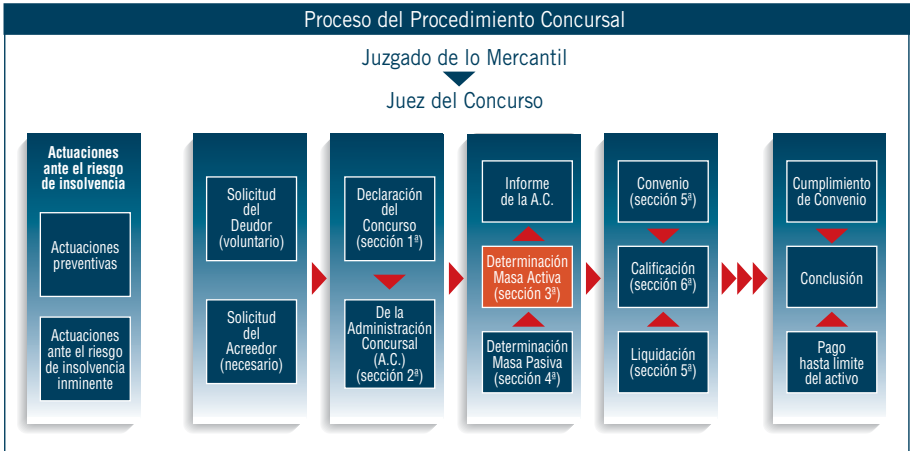 Proceso del Procedimiento Concursal
Juzgado de lo Mercantil
Juez del Concurso
Actuaciones
ante el riesgo
de insolvencia
Actuaciones
preventivas
Actuaciones
ante el riesgo
de insolvencia
inminente
Solicitud
del
Deudor
(voluntario)
Solicitud
del
Acreedor
(necesario)
Declaración
del
Concurso
(sección 1ª)
De la
Administración
Concursal
(A.C.)
(sección 2ª)
Informe
de la A.C.
Determinación
Masa Activa
(sección 3ª)
Determinación
Masa Pasiva
(sección 4ª)
Convenio
(sección 5ª)
Calificación
(sección 6ª)
Liquidación
(sección 5ª)
Cumplimiento
de Convenio
Conclusión
Pago
hasta limite
del activo